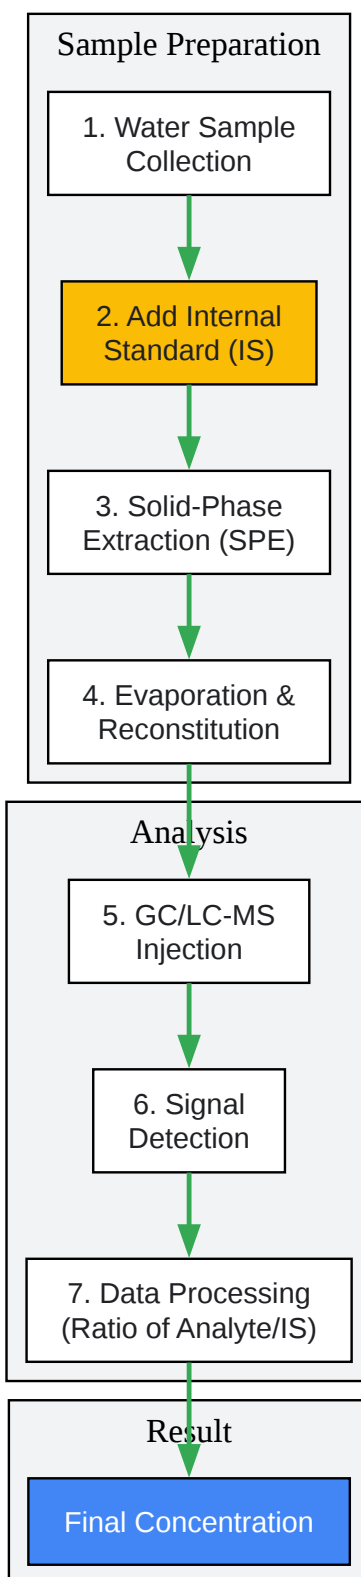 Sample Preparation
1. Water Sample
Collection
2. Add Internal
Standard (IS)
3. Solid-Phase
Extraction (SPE)
4. Evaporation &
Reconstitution
Analysis
5. GC/LC-MS
Injection
6. Signal
Detection
7. Data Processing
(Ratio of Analyte/IS)
Result
Final Concentration